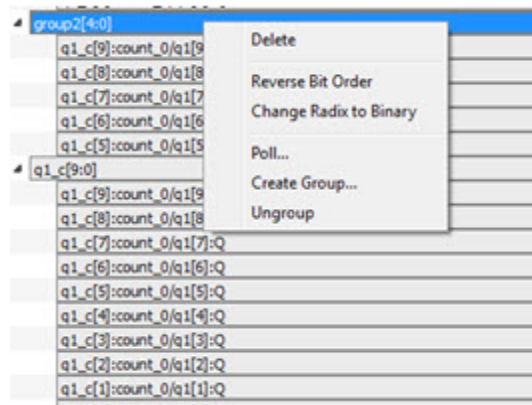 group2[4:0]
Delete
q1_c[9]:count_0/q1[9
q1_c[8]:count_0/q1[8
Reverse Bit Order
q1_c[7]:count_0/q1[7
Change Radix to Binary
q1_c[6]:count_0/q1[6
q1_c[5]:count_0/q1[5
Poll...
q1_c[9:0]
Create Group...
q1_c[9]:count_0/q1[9
q1_c[8]:count_0/q1[8
Ungroup
q1_c[7]:count_0/q1[7]:Q
q1_c[6]:count_0/q1[6]:Q
q1_c[5]:count_0/q1[5]:Q
q1_c[4]:count_0/q1[4]:Q
q1_c[3]:count_0/q1[3]:Q
q1_c[2]:count_0/q1[2]:Q
q1_c[1]:count_0/q1[1]:Q